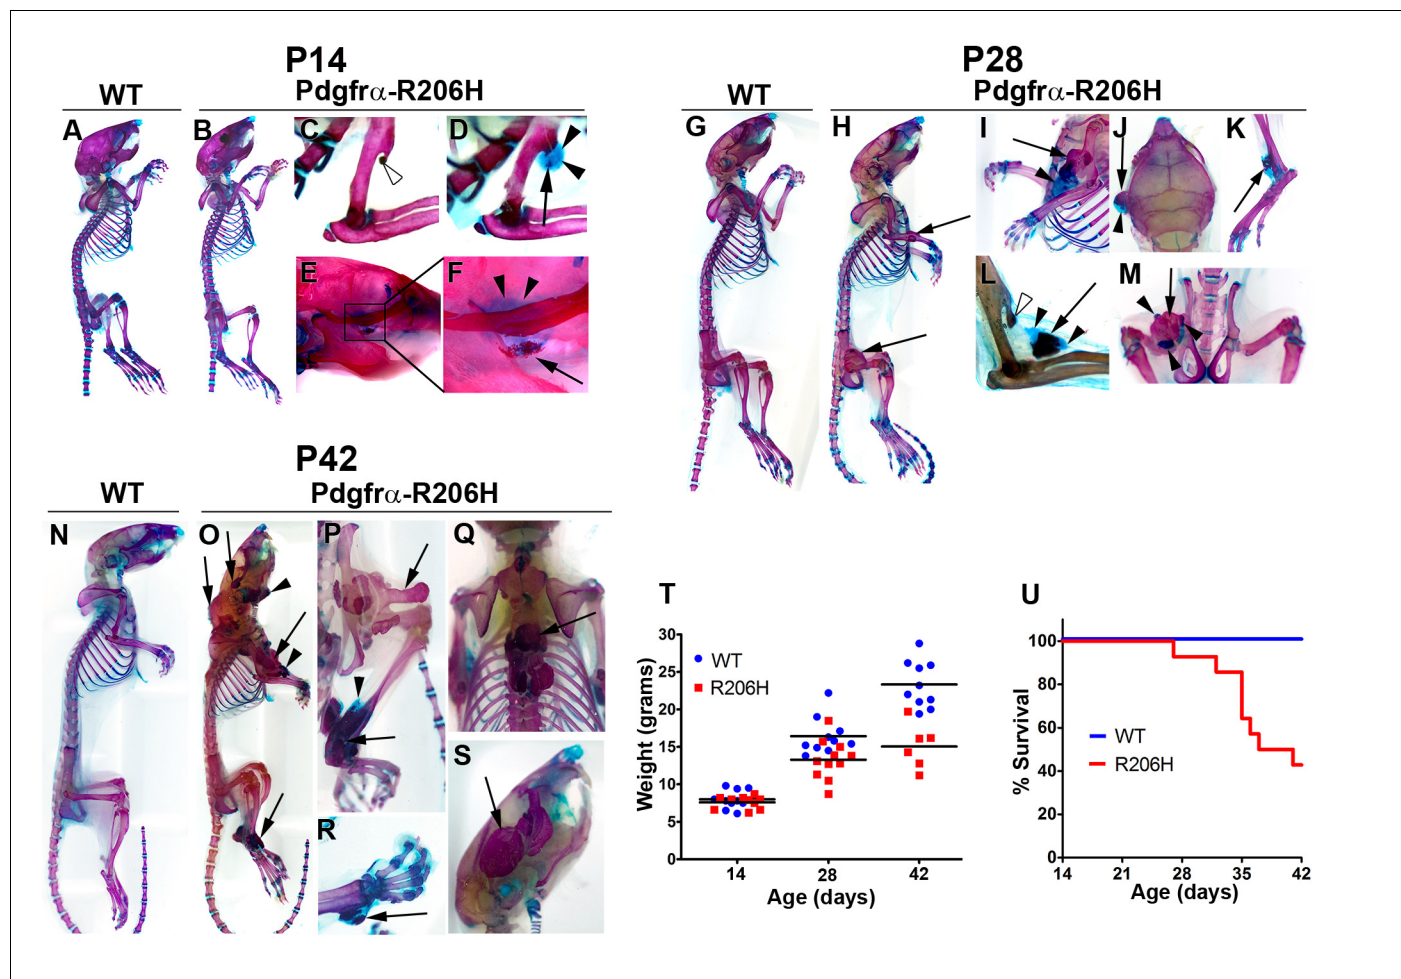 P14
WT
Pdgfrα-R206H
A
B
C
D
E
F
P28
WT
Pdgfrα-R206H
G
H
I
J
K
L
M
P42
WT
Pdgfrα-R206H
N
O
P
Q
R
S
T
30
25
20
15
10
5
0
Weight (grams)
WT
R206H
14
28
42
Age (days)
U
100
80
60
40
20
0
% Survival
WT
R206H
14
21
28
35
42
Age (days)